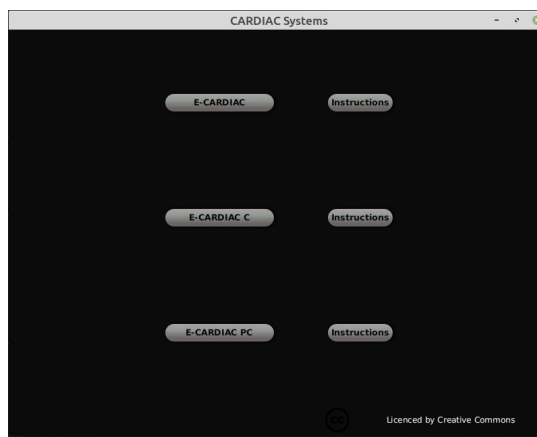 CARDIAC Systems
E-CARDIAC Instructions
E-CARDIAC C Instructions
E-CARDIAC PC Instructions
cc Licenced by Creative Commons